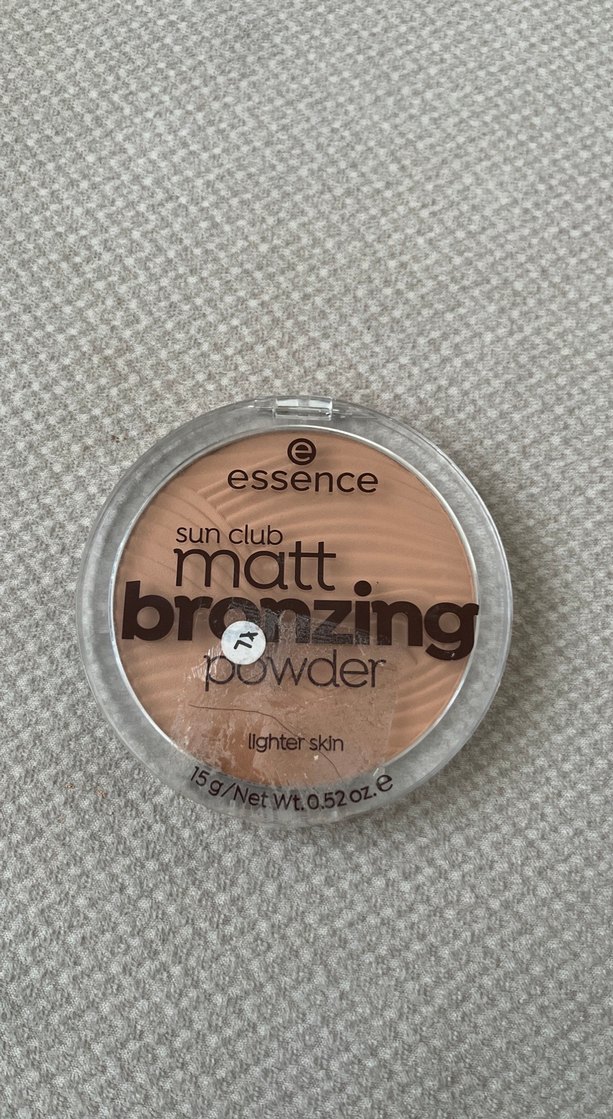 e
essence
sun club
matt
bronzing
powder
lighter skin
15 g/Net Wt.0.52 oz.e